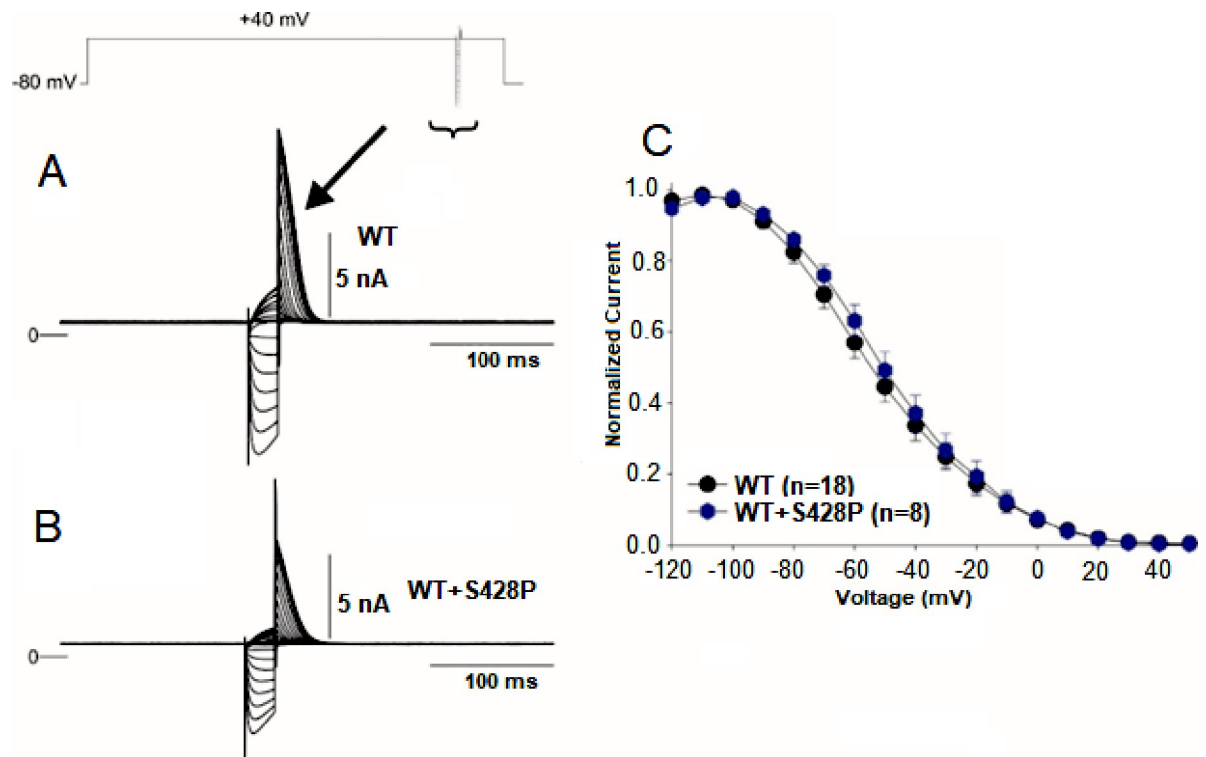 +40 mV
-80 mV
A
WT
5 nA
0
100 ms
B
WT+S428P
5 nA
0
100 ms
C
Normalized Current
1.0
0.8
0.6
0.4
0.2
0.0
WT (n=18)
WT+S428P (n=8)
-120 -100 -80 -60 -40 -20 0 20 40
Voltage (mV)